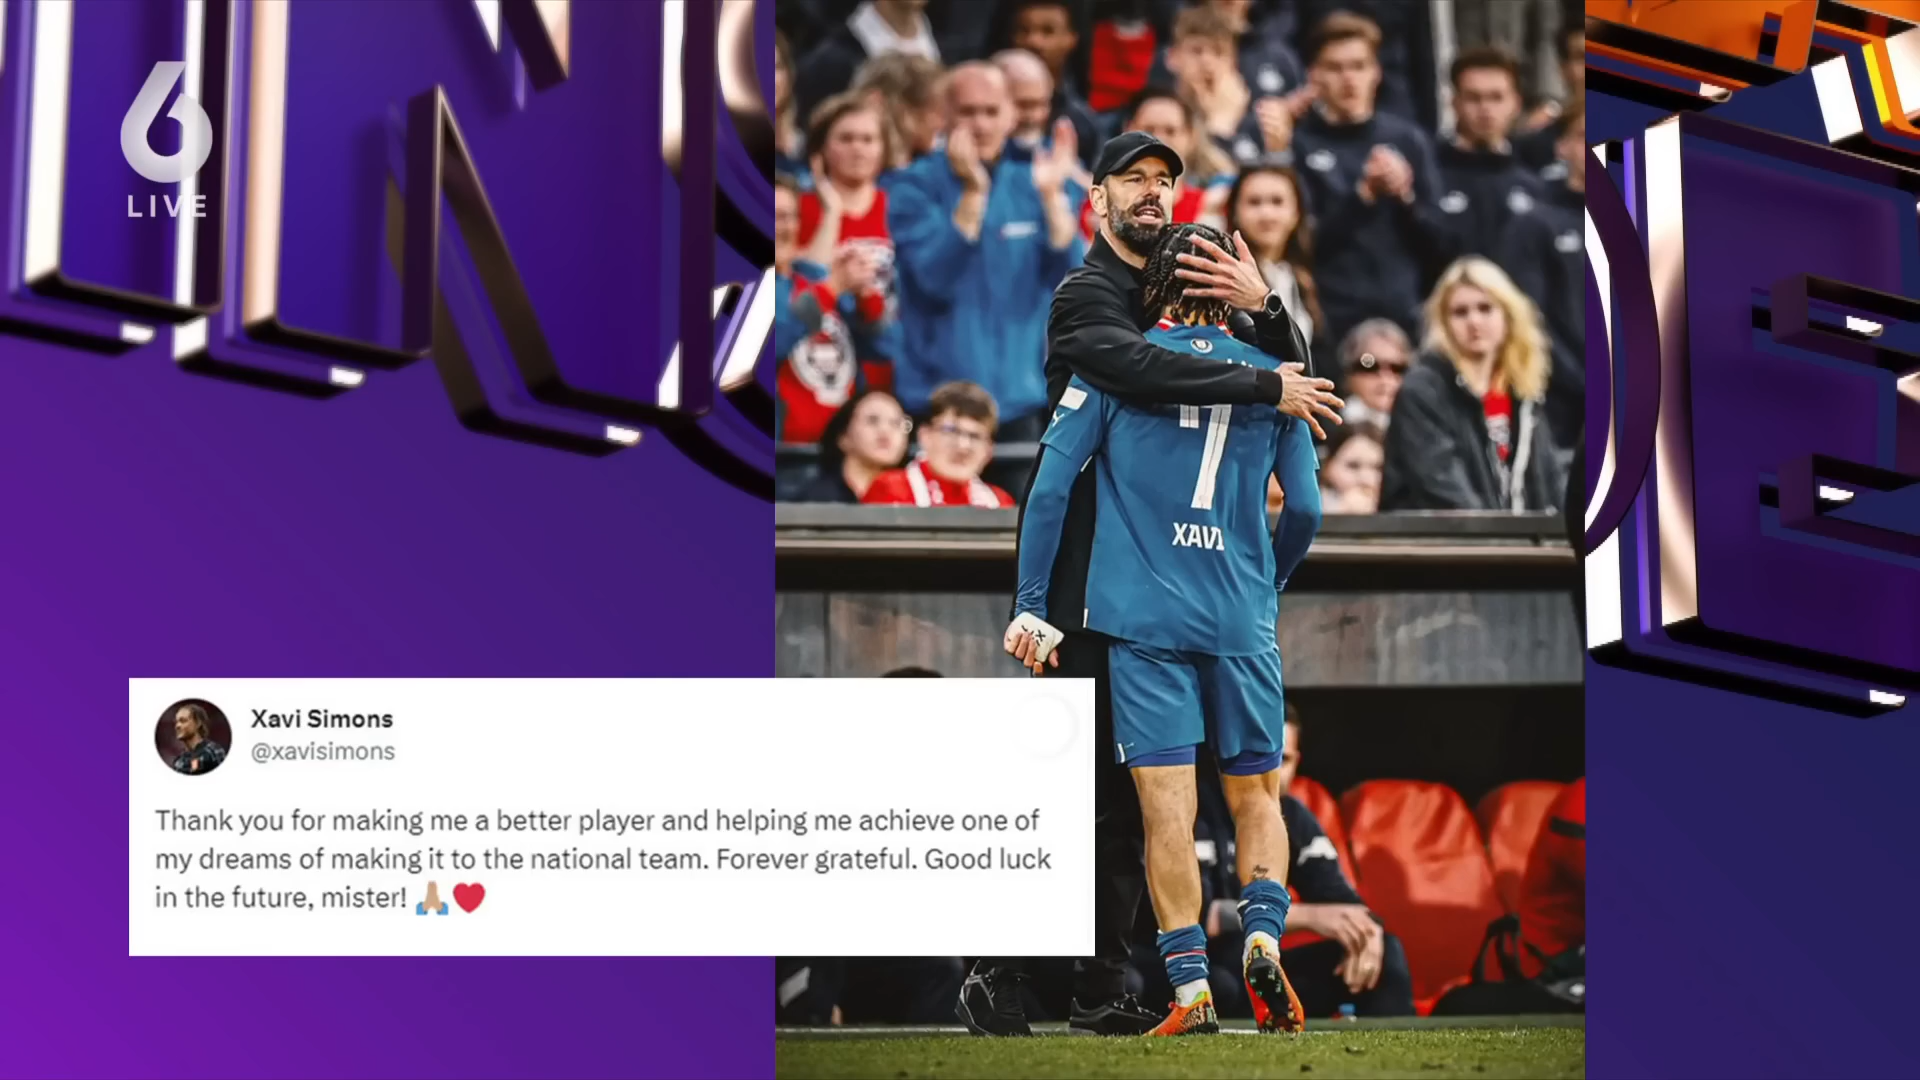 6
LIVE
7
XAVI
Xavi Simons
@xavisimons
Thank you for making me a better player and helping me achieve one of
my dreams of making it to the national team. Forever grateful. Good luck
in the future, mister! 🙏🏽❤️